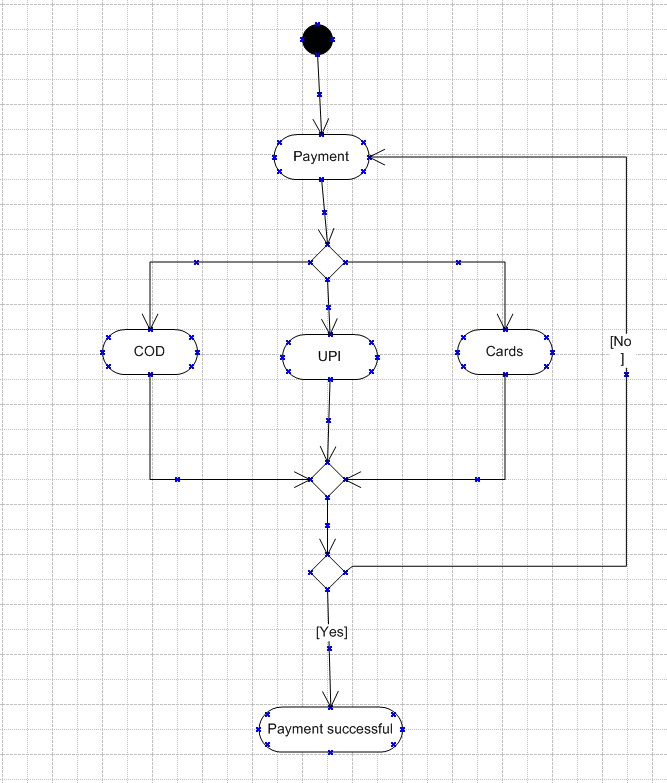 Payment
COD
UPI
Cards
[No
]
[Yes]
Payment successful